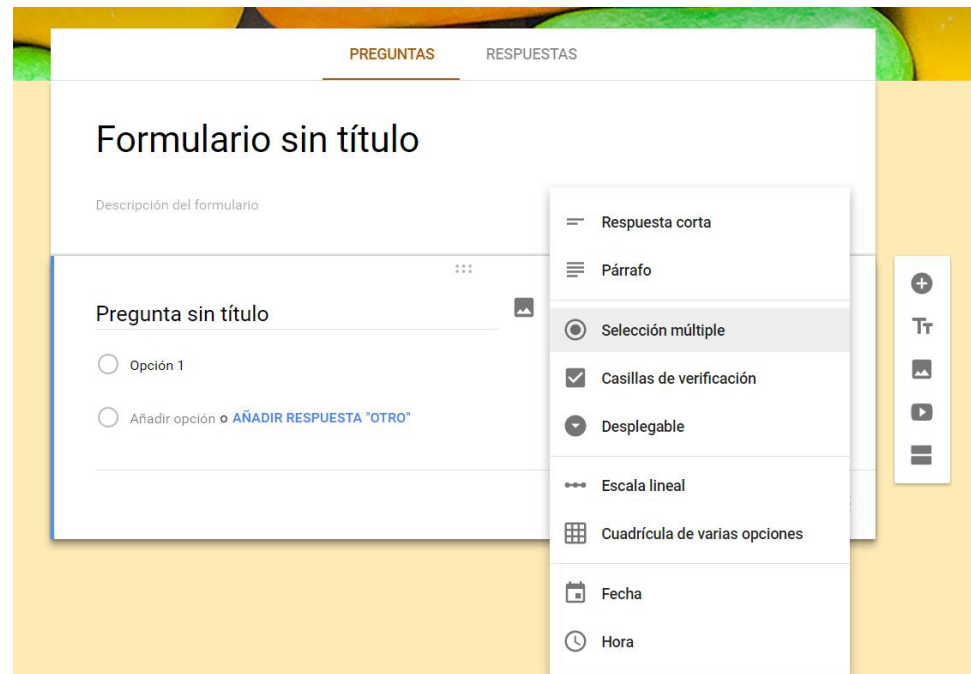 PREGUNTAS RESPUESTAS
Formulario sin título
Descripción del formulario
Pregunta sin título
Opción 1
Añadir opción o AÑADIR RESPUESTA "OTRO"
Respuesta corta
Párrafo
Selección múltiple
Casillas de verificación
Desplegable
Escala lineal
Cuadrícula de varias opciones
Fecha
Hora
Tт